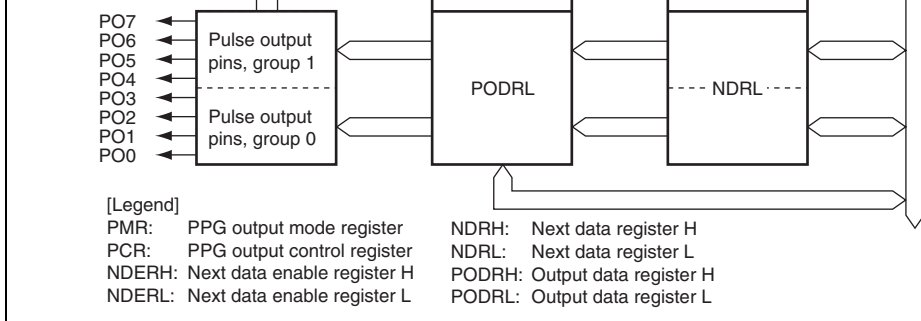 PO7
PO6
PO5
PO4
PO3
PO2
PO1
PO0
Pulse output
pins, group 1
Pulse output
pins, group 0
PODRL
NDRL
[Legend]
PMR: PPG output mode register
PCR: PPG output control register
NDERH: Next data enable register H
NDERL: Next data enable register L
NDRH: Next data register H
NDRL: Next data register L
PODRH: Output data register H
PODRL: Output data register L